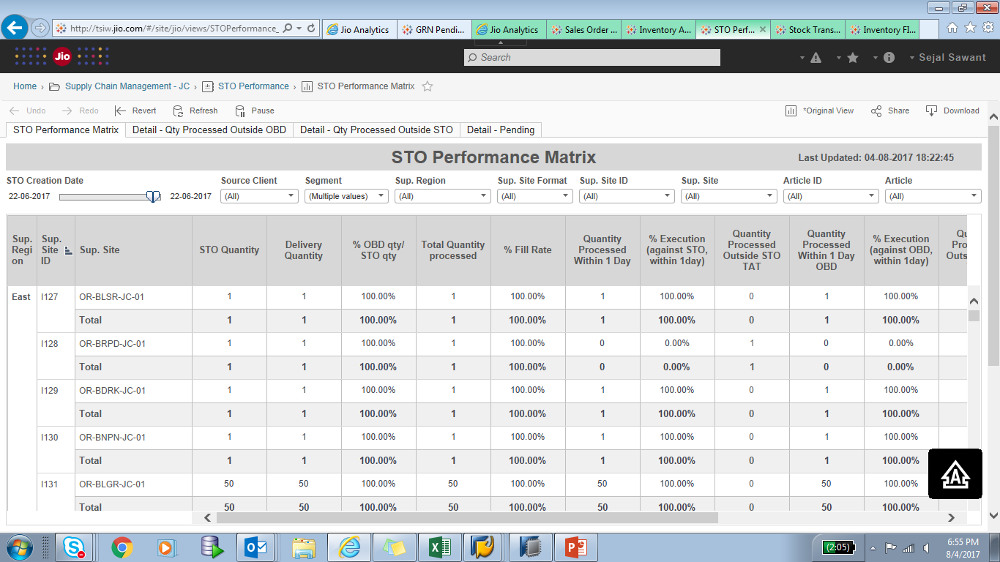 http://tsiw.jio.com/#/site/jio/views/STOPerformance_
Jio Analytics
GRN Pendi...
Jio Analytics
Sales Order ...
Inventory A...
STO Perf...
Stock Trans...
Inventory FI...
Jio
Search
Sejal Sawant
Home › Supply Chain Management - JC › STO Performance › STO Performance Matrix
Undo Redo Revert Refresh Pause *Original View Share Download
STO Performance Matrix Detail - Qty Processed Outside OBD Detail - Qty Processed Outside STO Detail - Pending
STO Performance Matrix Last Updated: 04-08-2017 18:22:45
STO Creation Date Source Client Segment Sup. Region Sup. Site Format Sup. Site ID Sup. Site Article ID Article
22-06-2017 22-06-2017 (All) (Multiple values) (All) (All) (All) (All) (All) (All)
Sup. Regi on
Sup. Site ID
Sup. Site
STO Quantity
Delivery Quantity
% OBD qty/ STO qty
Total Quantity processed
% Fill Rate
Quantity Processed Within 1 Day
% Execution (against STO, within 1day)
Quantity Processed Outside STO TAT
Quantity Processed Within 1 Day OBD
% Execution (against OBD, within 1day)
East I127 OR-BLSR-JC-01 1 1 100.00% 1 100.00% 1 100.00% 0 1 100.00%
Total 1 1 100.00% 1 100.00% 1 100.00% 0 1 100.00%
I128 OR-BRPD-JC-01 1 1 100.00% 1 100.00% 0 0.00% 1 0 0.00%
Total 1 1 100.00% 1 100.00% 0 0.00% 1 0 0.00%
I129 OR-BDRK-JC-01 1 1 100.00% 1 100.00% 1 100.00% 0 1 100.00%
Total 1 1 100.00% 1 100.00% 1 100.00% 0 1 100.00%
I130 OR-BNPN-JC-01 1 1 100.00% 1 100.00% 1 100.00% 0 1 100.00%
Total 1 1 100.00% 1 100.00% 1 100.00% 0 1 100.00%
I131 OR-BLGR-JC-01 50 50 100.00% 50 100.00% 50 100.00% 0 50 100.00%
Total 50 50 100.00% 50 100.00% 50 100.00% 0 50 100.00%
A
(2:05)
6:55 PM
8/4/2017